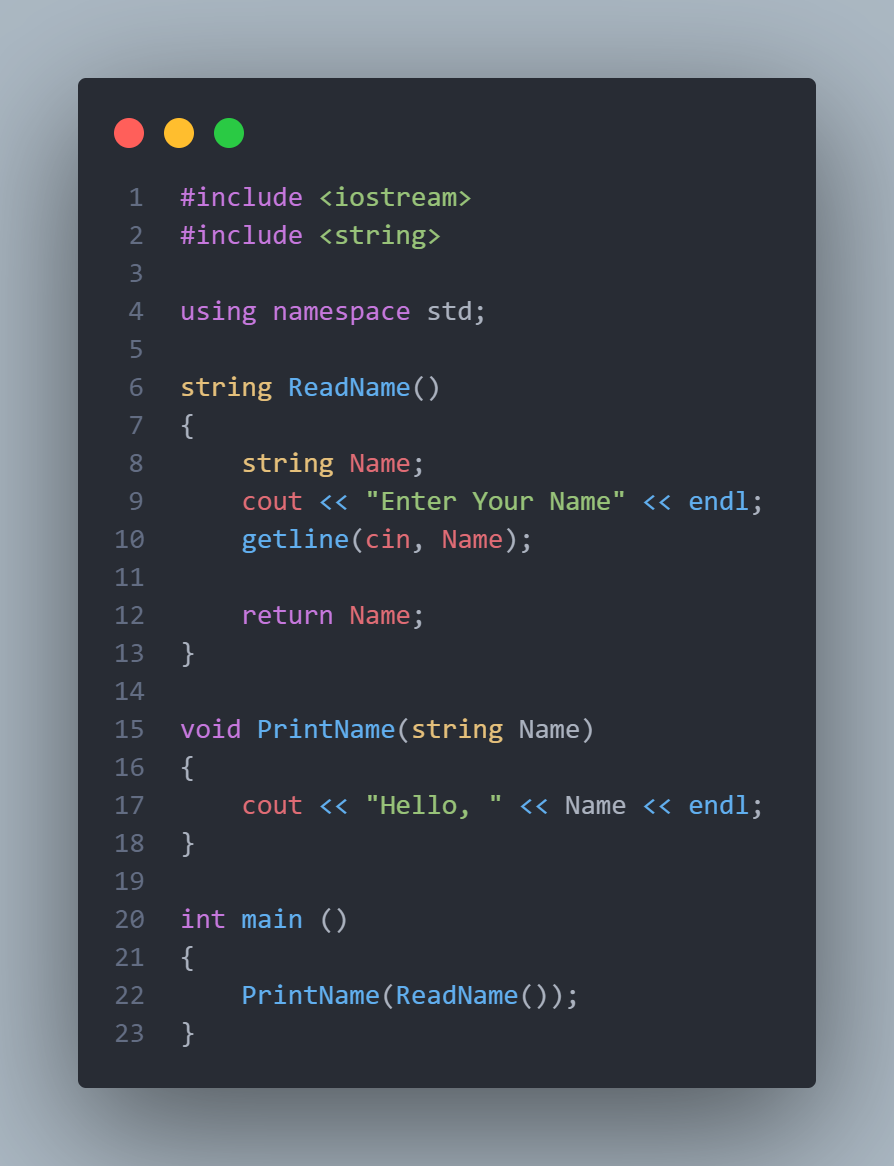 1 #include <iostream>
2 #include <string>
3
4 using namespace std;
5
6 string ReadName()
7 {
8     string Name;
9     cout << "Enter Your Name" << endl;
10     getline(cin, Name);
11
12     return Name;
13 }
14
15 void PrintName(string Name)
16 {
17     cout << "Hello, " << Name << endl;
18 }
19
20 int main ()
21 {
22     PrintName(ReadName());
23 }